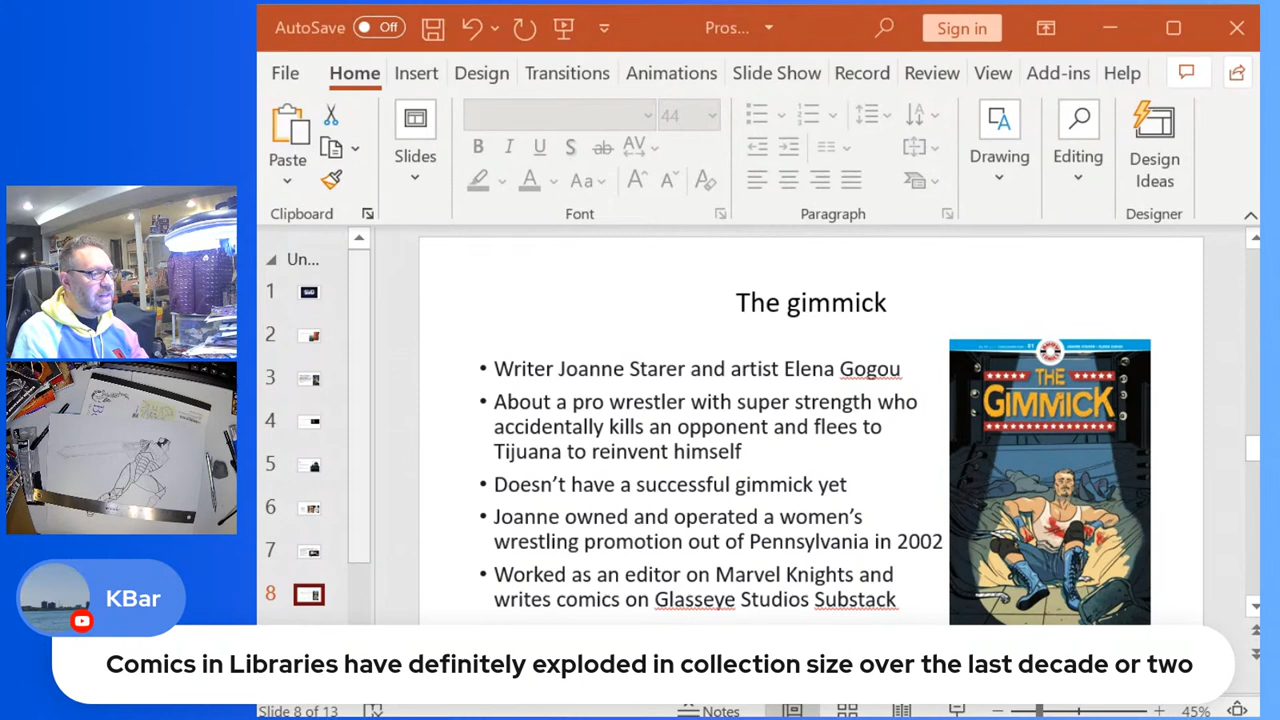 AutoSave Off Pros... Sign in
File Home Insert Design Transitions Animations Slide Show Record Review View Add-ins Help
44
Paste Slides Drawing Editing Design Ideas
Clipboard Font Paragraph Designer
Un...
1
2
3
4
5
6
7
8
The gimmick
• Writer Joanne Starer and artist Elena Gogou
• About a pro wrestler with super strength who
accidentally kills an opponent and flees to
Tijuana to reinvent himself
• Doesn't have a successful gimmick yet
• Joanne owned and operated a women's
wrestling promotion out of Pennsylvania in 2002
• Worked as an editor on Marvel Knights and
writes comics on Glasseye Studios Substack
THE
GIMMICK
KBar
Comics in Libraries have definitely exploded in collection size over the last decade or two
Slide 8 of 13 Notes 45%